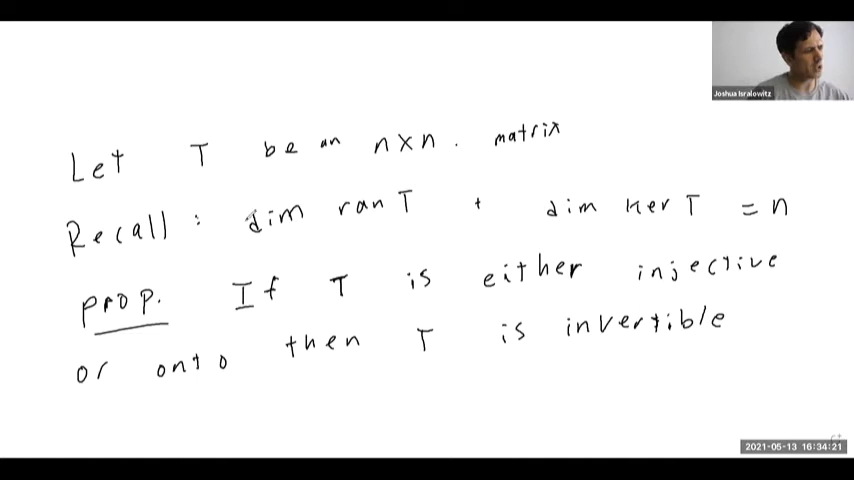 Joshua Isralowitz
Let T be an n×n. matrix
Recall: dim ran T + dim ker T = n
prop. If T is either injective
or onto then T is invertible
2021-05-13 16:34:21